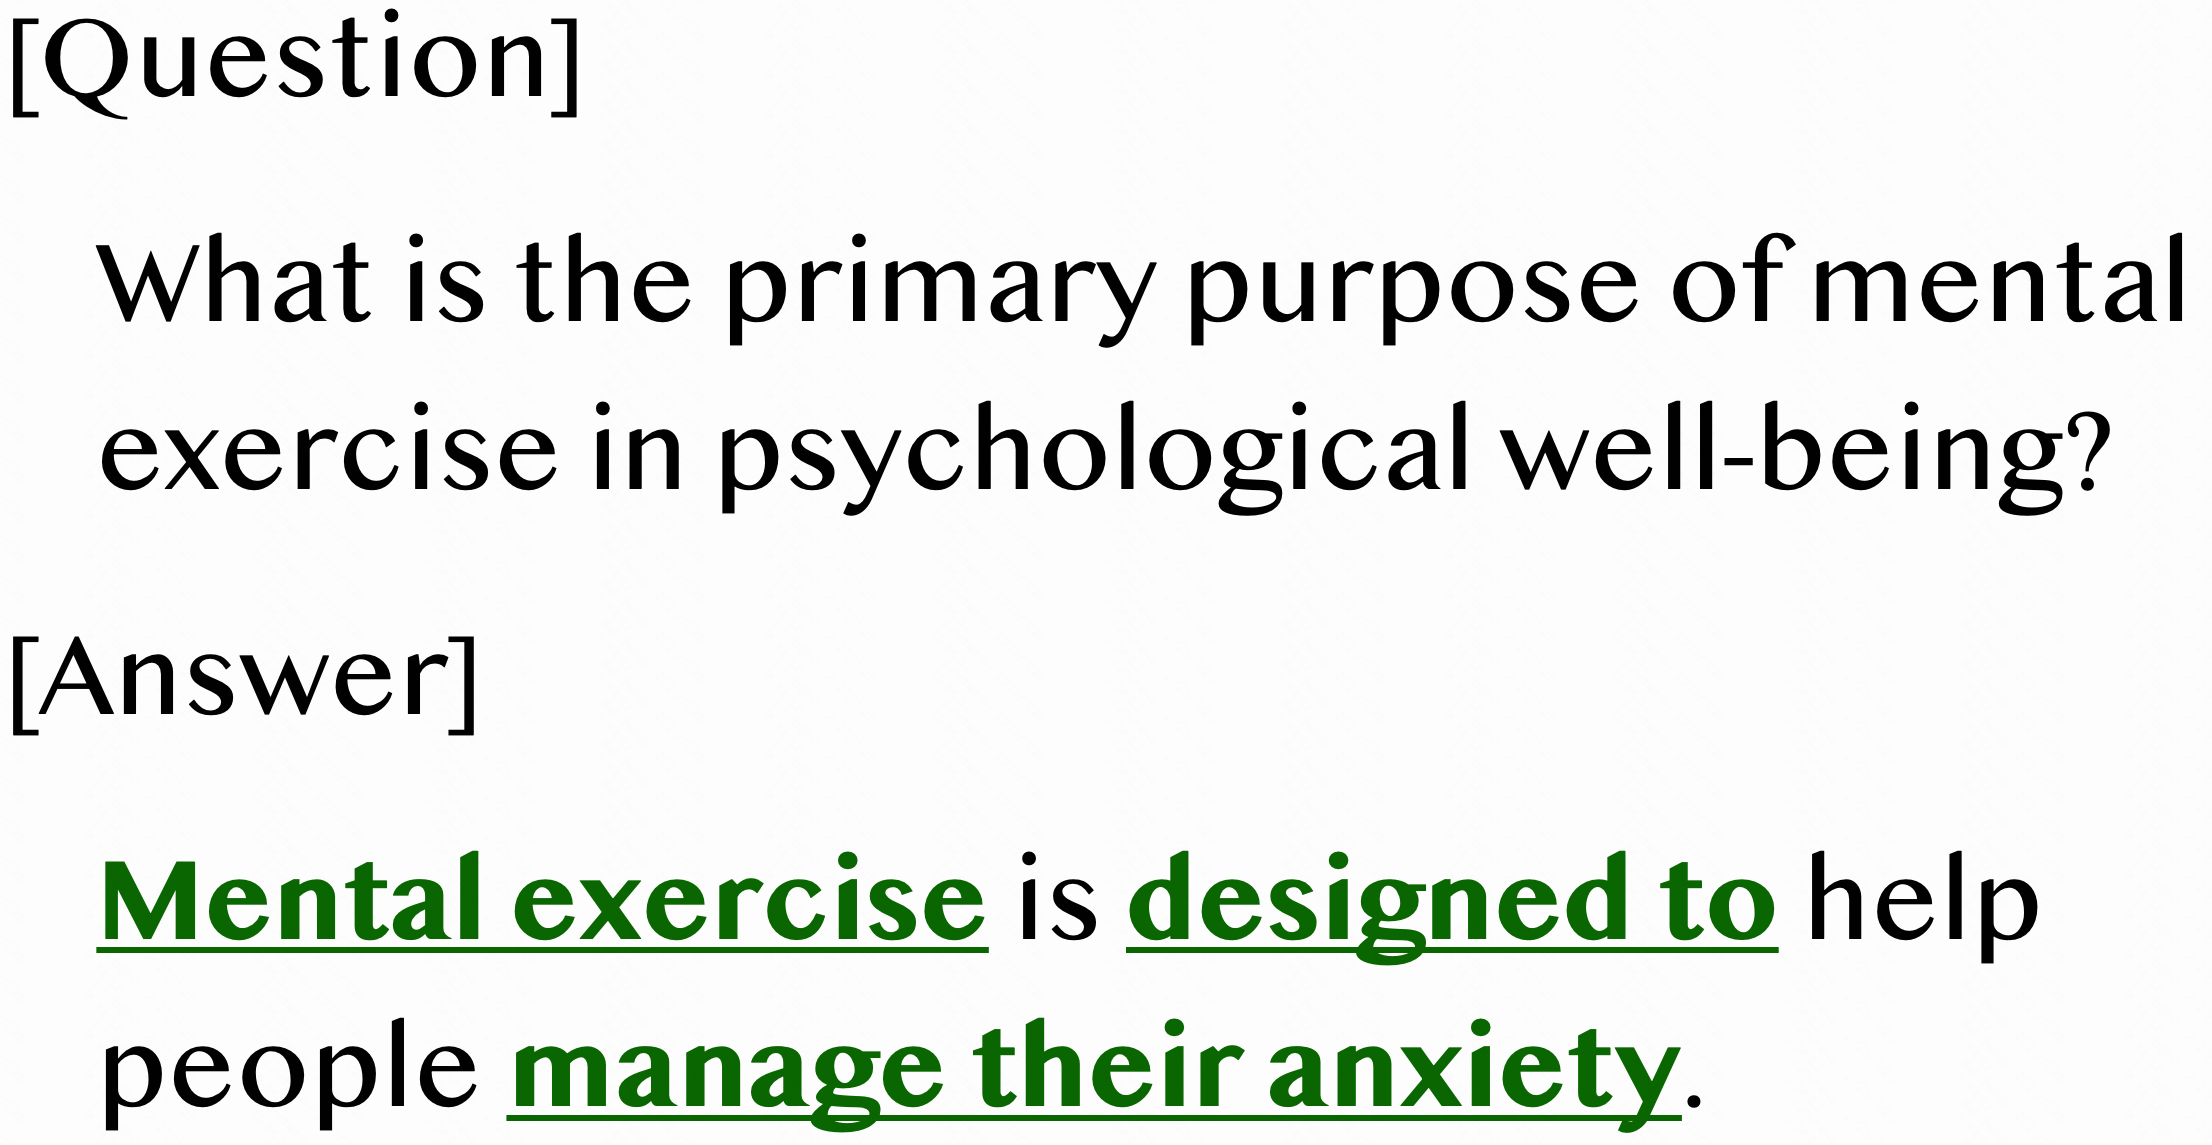 [Question]
What is the primary purpose of mental
exercise in psychological well-being?
[Answer]
Mental exercise is designed to help
people manage their anxiety.